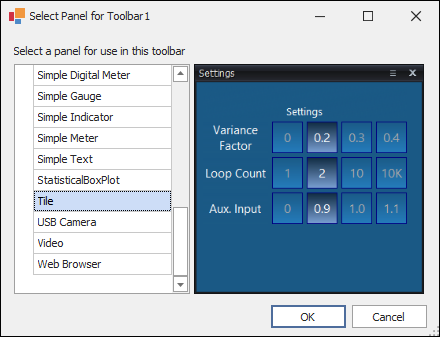 Select Panel for Toolbar1
Select a panel for use in this toolbar
Simple Digital Meter
Simple Gauge
Simple Indicator
Simple Meter
Simple Text
StatisticalBoxPlot
Tile
USB Camera
Video
Web Browser
Settings
Settings
Variance Factor 0 0.2 0.3 0.4
Loop Count 1 2 10 10K
Aux. Input 0 0.9 1.0 1.1
OK Cancel